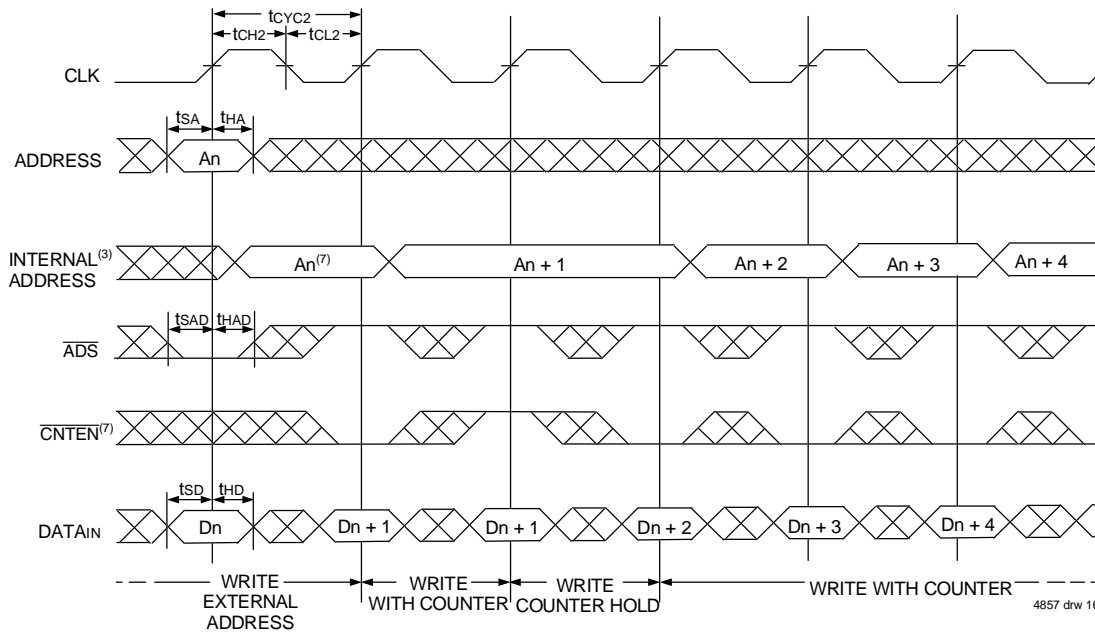 tCYC2
tCH2 tCL2
CLK
tSA tHA
ADDRESS An
INTERNAL(3)
ADDRESS
An(7) An + 1 An + 2 An + 3 An + 4
tSAD tHAD
ADS
CNTEN(7)
tSD tHD
DATAIN Dn Dn + 1 Dn + 1 Dn + 2 Dn + 3 Dn + 4
WRITE
EXTERNAL
ADDRESS
WRITE
WITH COUNTER
WRITE
COUNTER HOLD
WRITE WITH COUNTER
4857 drw 16